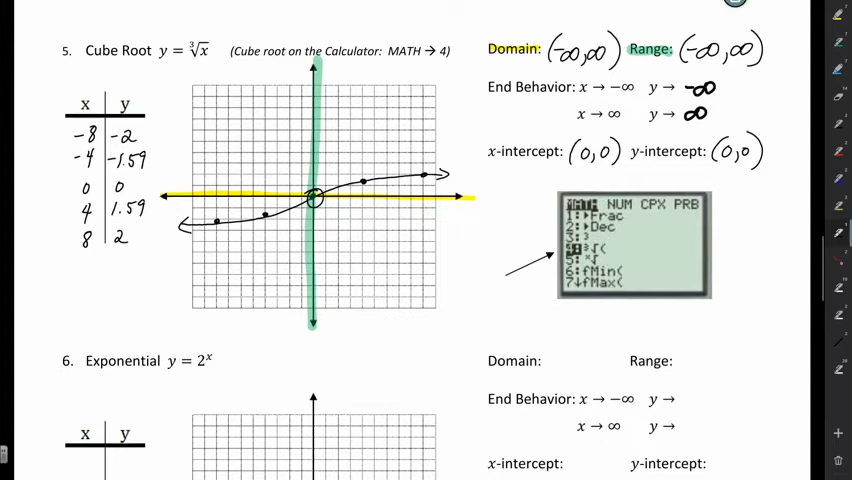 5. Cube Root y = ∛x (Cube root on the Calculator: MATH → 4)
Domain: (-∞,∞) Range: (-∞,∞)
End Behavior: x → −∞ y → -∞
x → ∞ y → ∞
x-intercept: (0,0) y-intercept: (0,0)
x y
-8 -2
-4 -1.59
0 0
4 1.59
8 2
MATH NUM CPX PRB
1:▶Frac
2:▶Dec
3:³
4:³√(
5:ˣ√
6:fMin(
7↓fMax(
6. Exponential y = 2ˣ
Domain: Range:
End Behavior: x → −∞ y →
x → ∞ y →
x-intercept: y-intercept:
x y